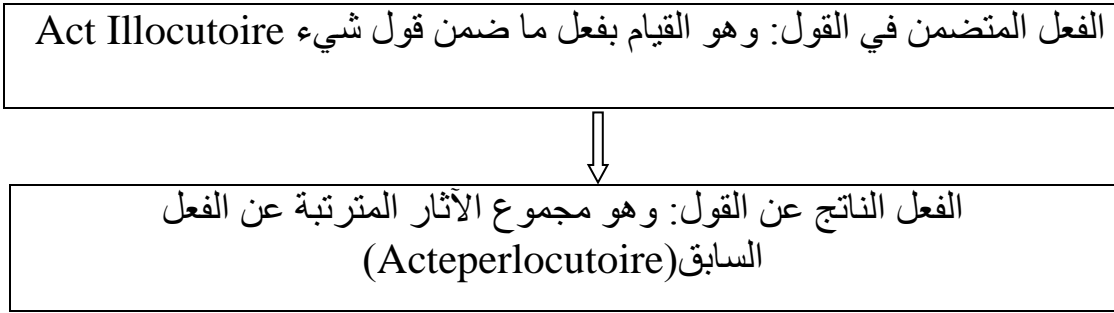 الفعل المتضمن في القول: وهو القيام بفعل ما ضمن قول شيء Act Illocutoire
الفعل الناتج عن القول: وهو مجموع الآثار المترتبة عن الفعل
السابق(Acteperlocutoire)